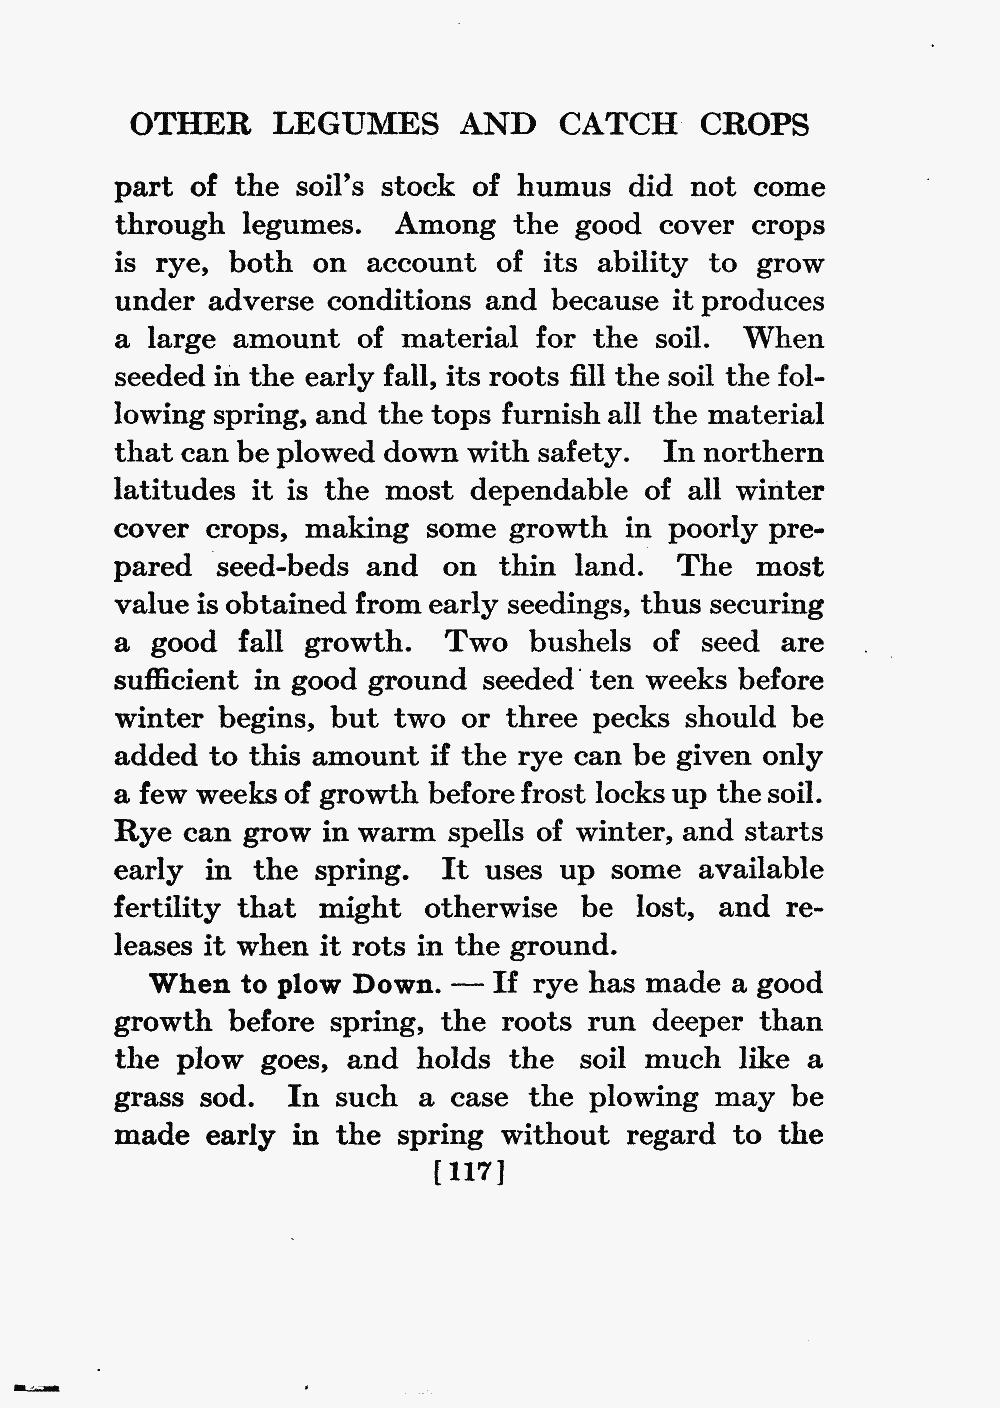 OTHER LEGUMES AND CATCH CROPS
part of the soil's stock of humus did not come
through legumes. Among the good cover crops
is rye, both on account of its ability to grow
under adverse conditions and because it produces
a large amount of material for the soil. When
seeded in the early fall, its roots fill the soil the fol-
lowing spring, and the tops furnish all the material
that can be plowed down with safety. In northern
latitudes it is the most dependable of all winter
cover crops, making some growth in poorly pre-
pared seed-beds and on thin land. The most
value is obtained from early seedings, thus securing
a good fall growth. Two bushels of seed are
sufficient in good ground seeded ten weeks before
winter begins, but two or three pecks should be
added to this amount if the rye can be given only
a few weeks of growth before frost locks up the soil.
Rye can grow in warm spells of winter, and starts
early in the spring. It uses up some available
fertility that might otherwise be lost, and re-
leases it when it rots in the ground.
When to plow Down. — If rye has made a good
growth before spring, the roots run deeper than
the plow goes, and holds the soil much like a
grass sod. In such a case the plowing may be
made early in the spring without regard to the
[117]